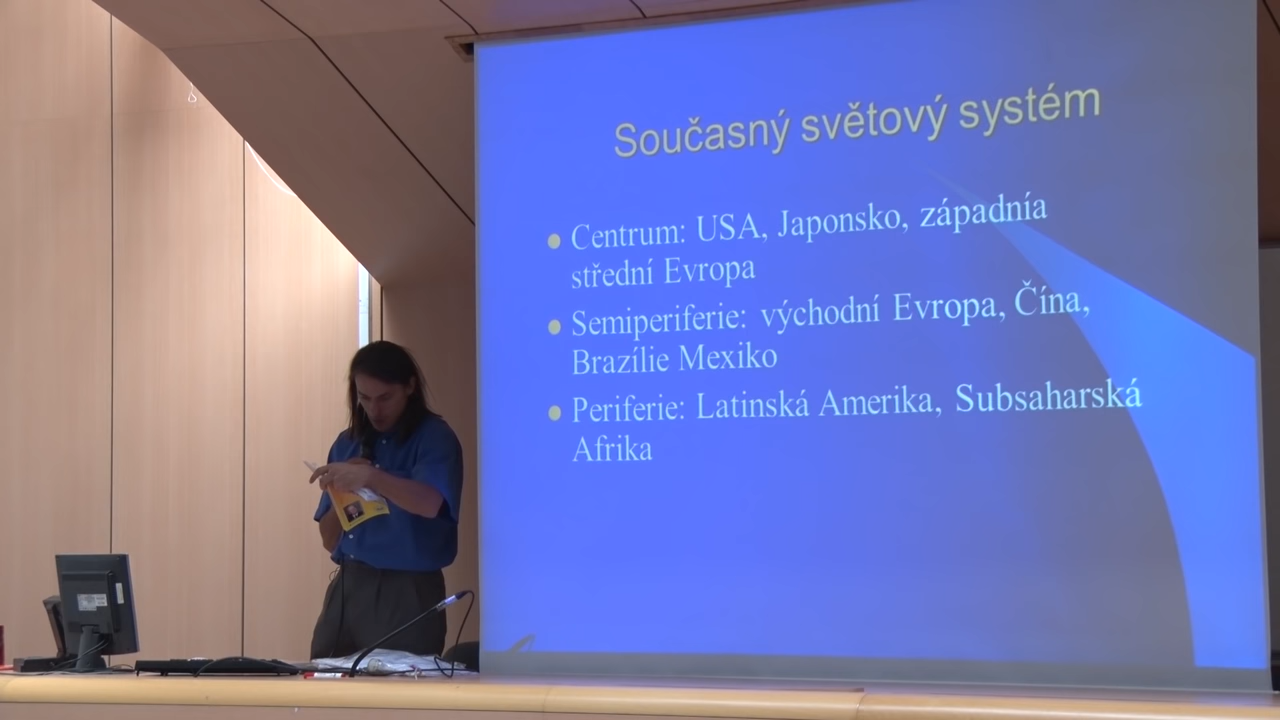 Současný světový systém
Centrum: USA, Japonsko, západnía
střední Evropa
Semiperiferie: východní Evropa, Čína,
Brazílie Mexiko
Periferie: Latinská Amerika, Subsaharská
Afrika